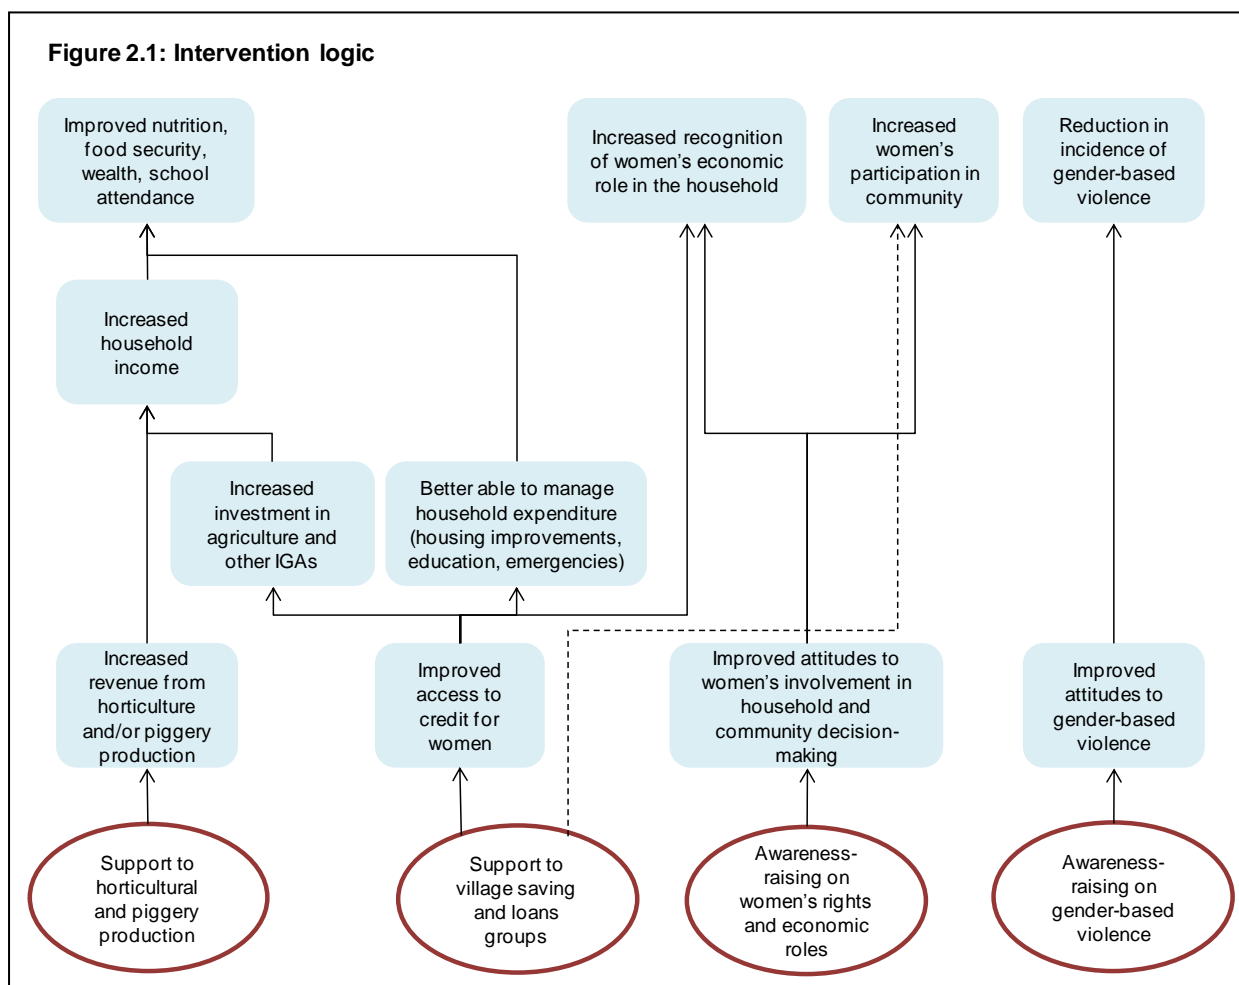 Figure 2.1: Intervention logic
Improved nutrition,
food security,
wealth, school
attendance
Increased recognition
of women's economic
role in the household
Increased
women's
participation in
community
Reduction in
incidence of
gender-based
violence
Increased
household
income
Increased
investment in
agriculture and
other IGAs
Better able to manage
household expenditure
(housing improvements,
education, emergencies)
Increased
revenue from
horticulture
and/or piggery
production
Improved
access to
credit for
women
Improved attitudes to
women's involvement in
household and
community decision-
making
Improved
attitudes to
gender-based
violence
Support to
horticultural
and piggery
production
Support to
village saving
and loans
groups
Awareness-
raising on
women's rights
and economic
roles
Awareness-
raising on
gender-based
violence